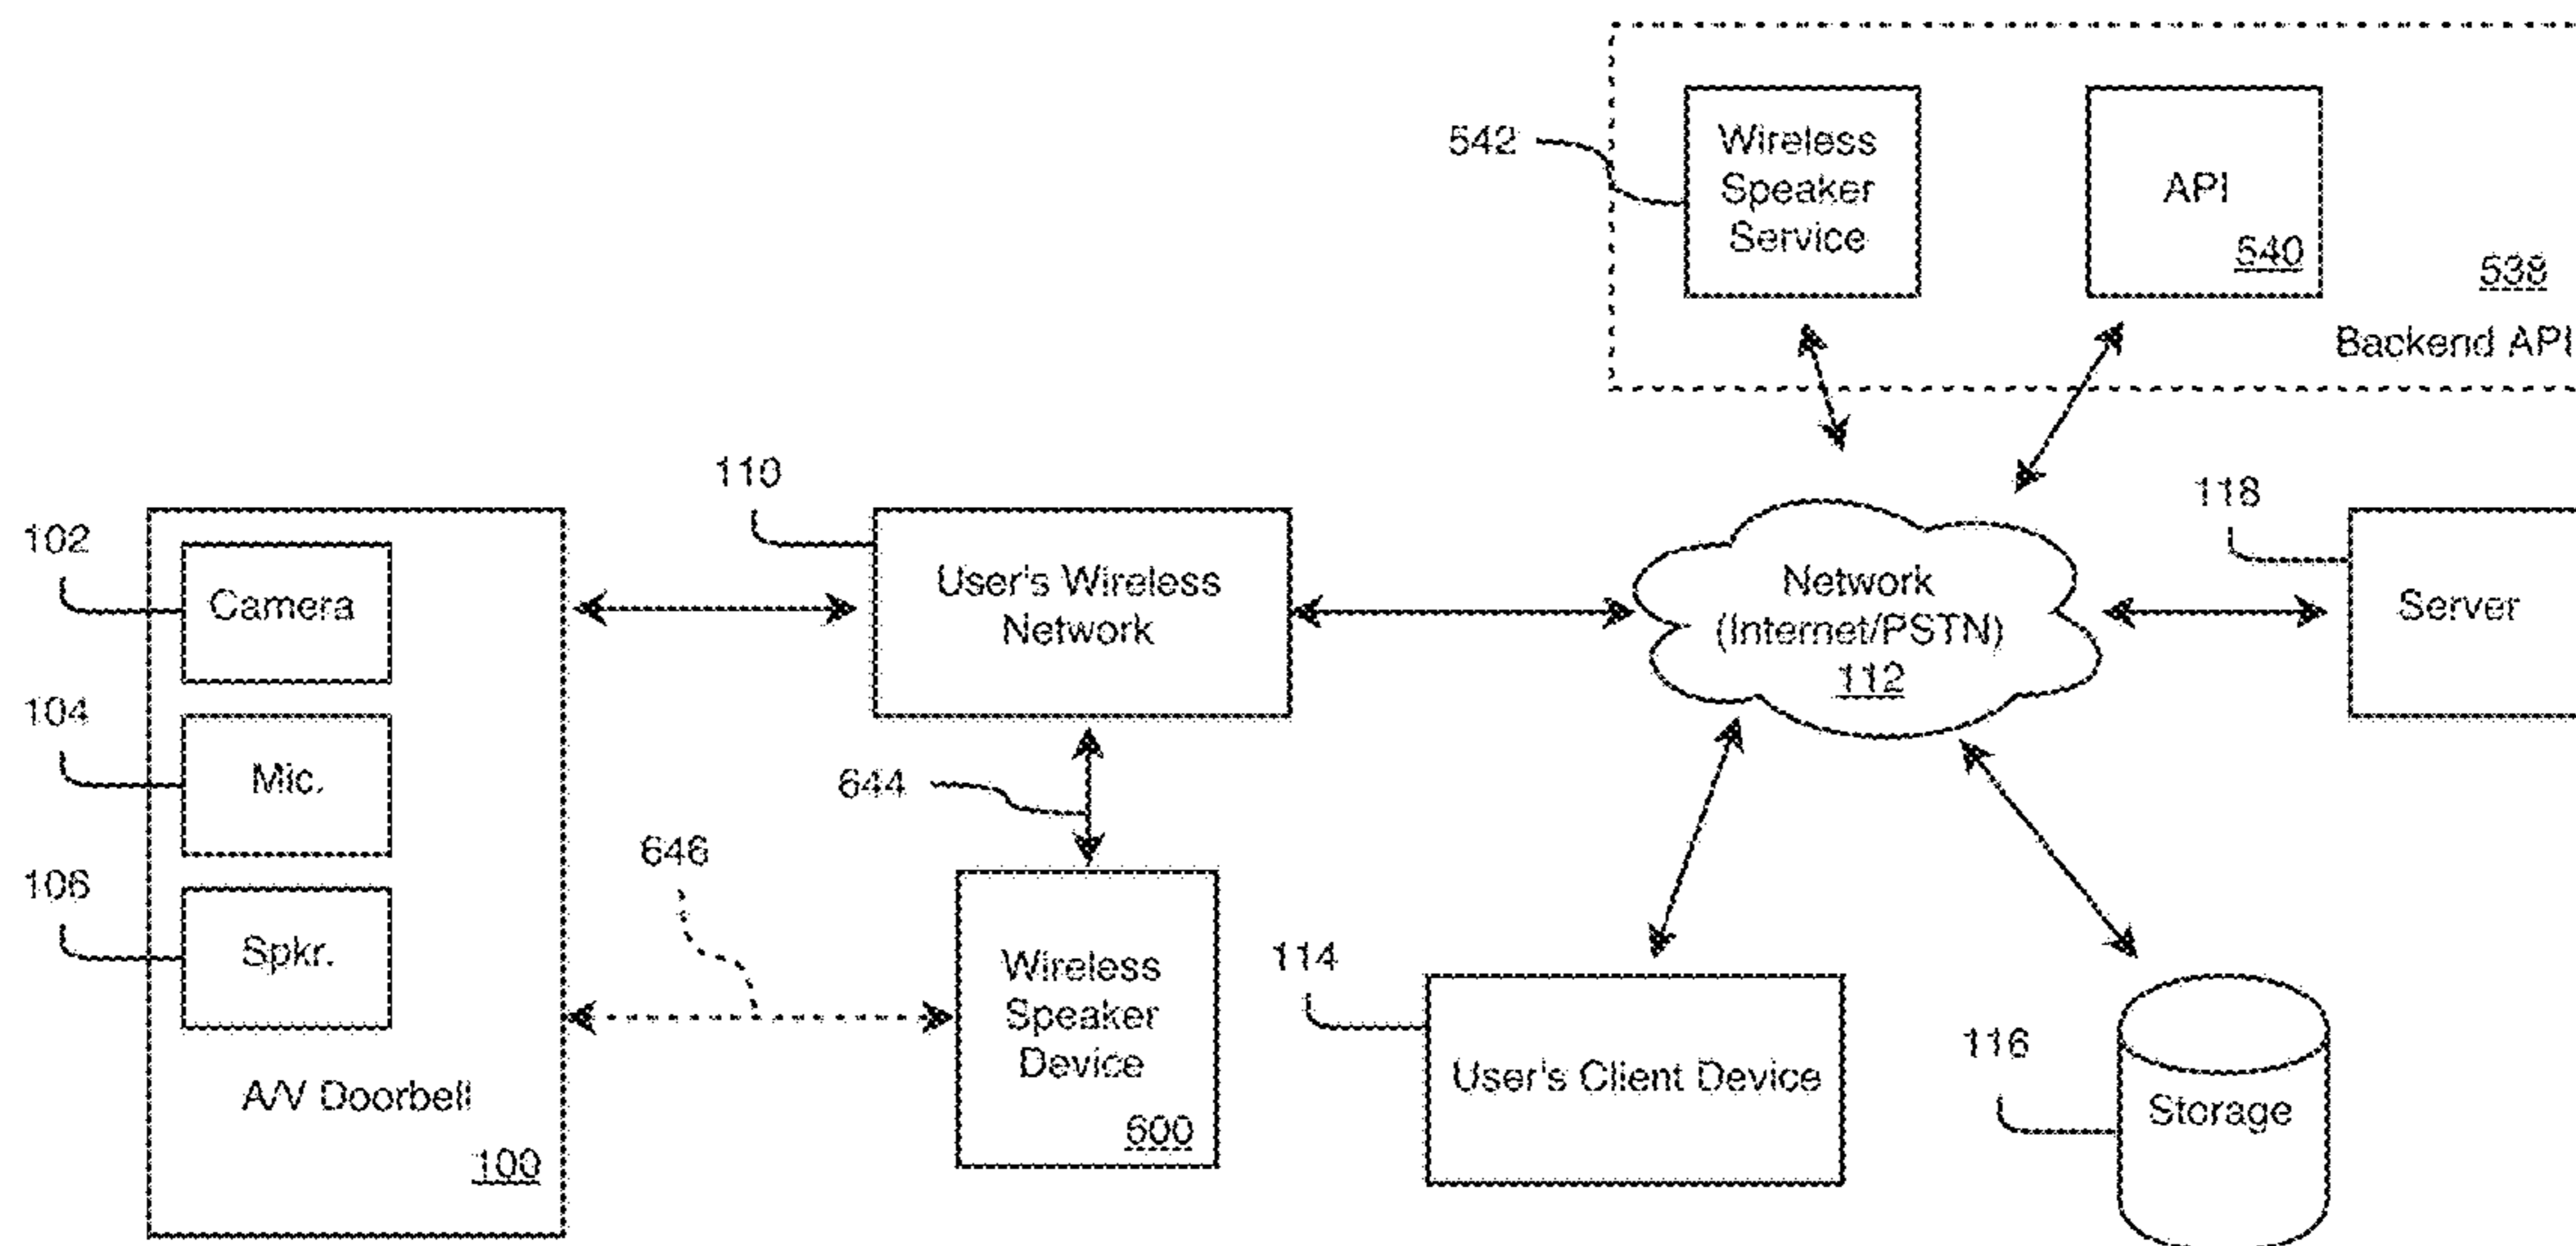 542
Wireless
Speaker
Service
API
540
538
Backend API
110
118
102
Camera
User's Wireless
Network
Network
(Internet/PSTN)
112
Server
104
Mic.
644
646
106
Spkr.
Wireless
Speaker
Device
600
114
User's Client Device
116
Storage
A/V Doorbell
100